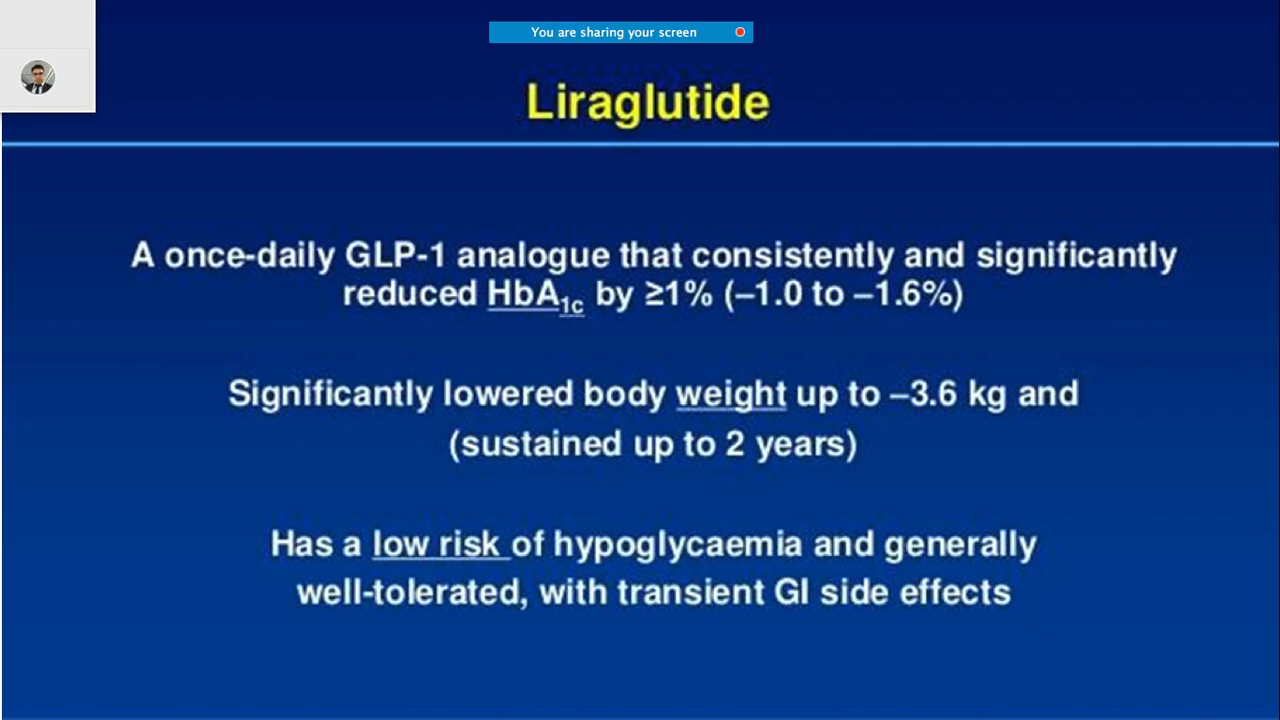 You are sharing your screen
Liraglutide
A once-daily GLP-1 analogue that consistently and significantly
reduced HbA1c by ≥1% (–1.0 to –1.6%)
Significantly lowered body weight up to –3.6 kg and
(sustained up to 2 years)
Has a low risk of hypoglycaemia and generally
well-tolerated, with transient GI side effects